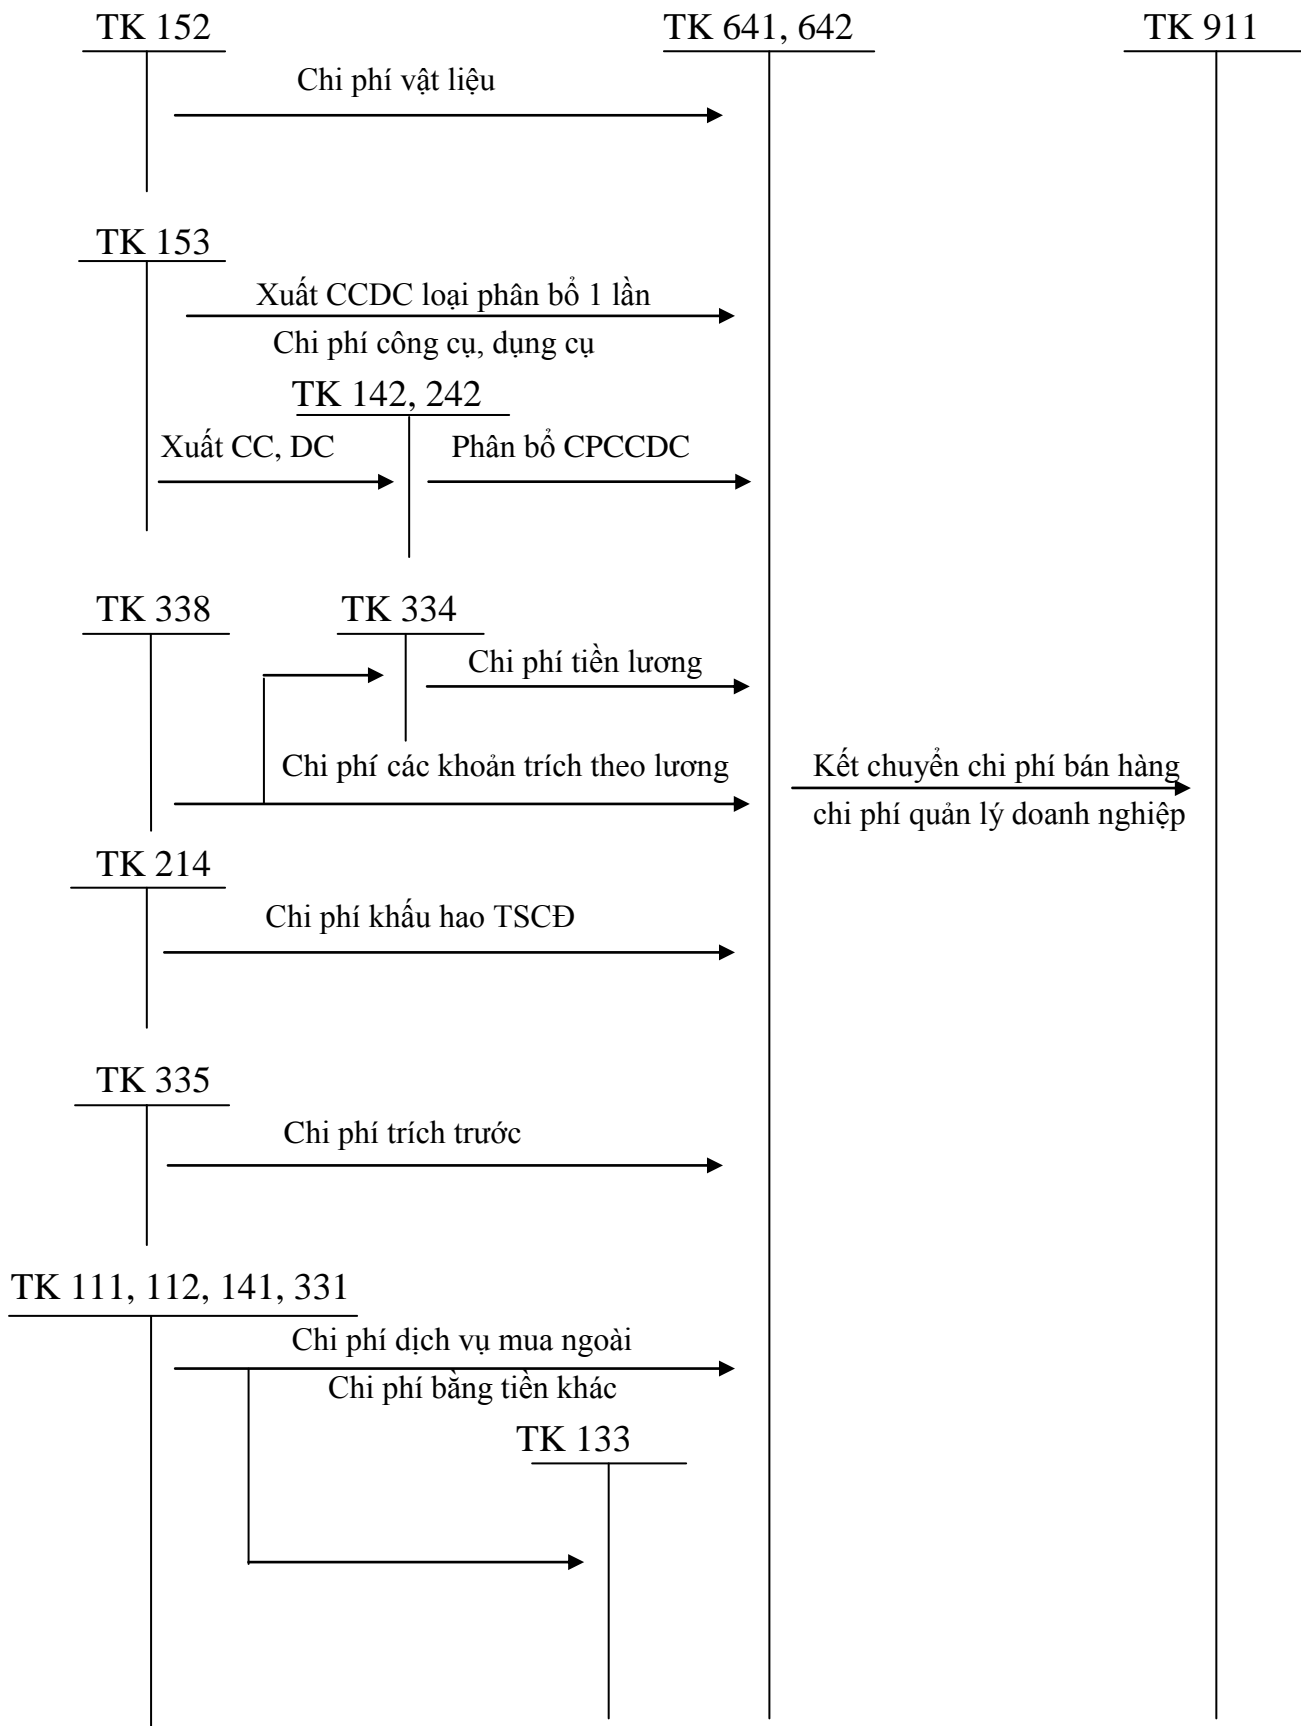 TK 152
TK 641, 642
TK 911
Chi phí vật liệu
TK 153
Xuất CCDC loại phân bổ 1 lần
Chi phí công cụ, dụng cụ
TK 142, 242
Xuất CC, DC
Phân bổ CPCCDC
TK 338
TK 334
Chi phí tiền lương
Chi phí các khoản trích theo lương
Kết chuyển chi phí bán hàng
chi phí quản lý doanh nghiệp
TK 214
Chi phí khấu hao TSCĐ
TK 335
Chi phí trích trước
TK 111, 112, 141, 331
Chi phí dịch vụ mua ngoài
Chi phí bằng tiền khác
TK 133